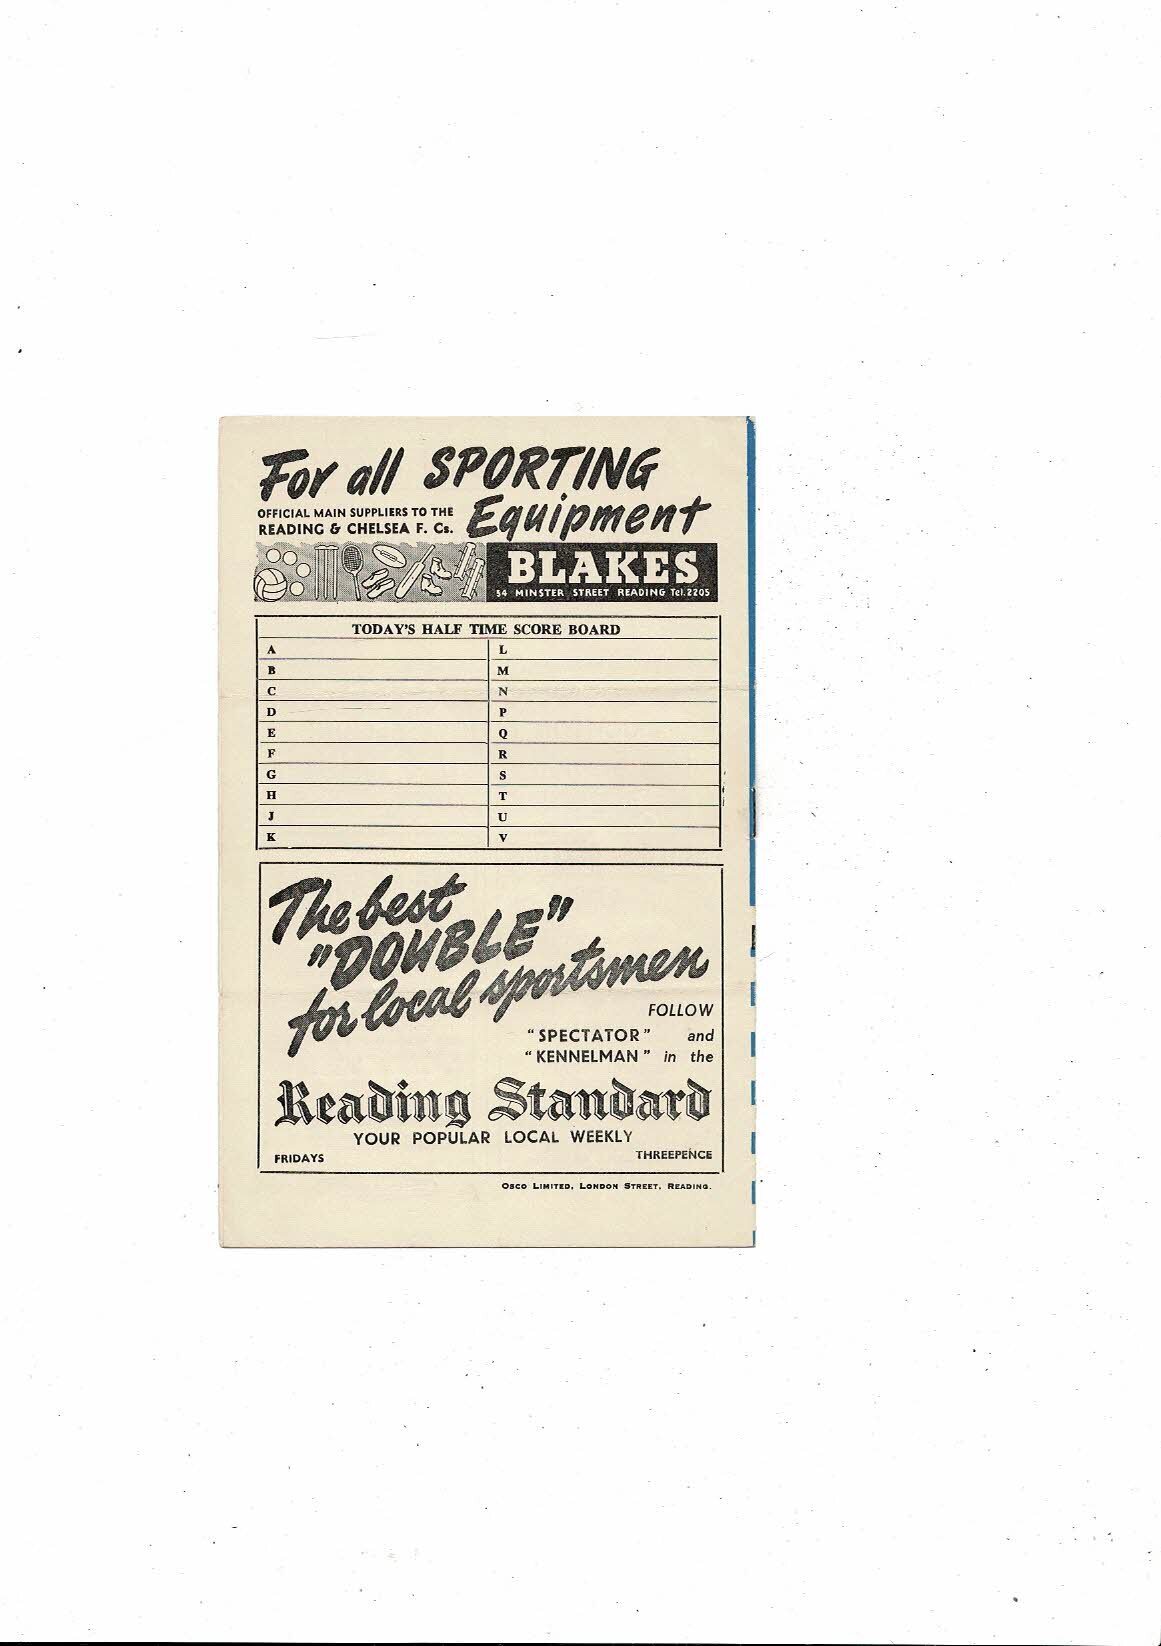 For all SPORTING
OFFICIAL MAIN SUPPLIERS TO THE
READING & CHELSEA F. Cs.
Equipment
BLAKES
54 MINSTER STREET READING Tel. 2205
TODAY'S HALF TIME SCORE BOARD
A L
B M
C N
D P
E Q
F R
G S
H T
J U
K V
The best
"DOUBLE"
for local sportsmen
FOLLOW
"SPECTATOR" and
"KENNELMAN" in the
Reading Standard
YOUR POPULAR LOCAL WEEKLY
FRIDAYS THREEPENCE
OSCO LIMITED, LONDON STREET, READING.